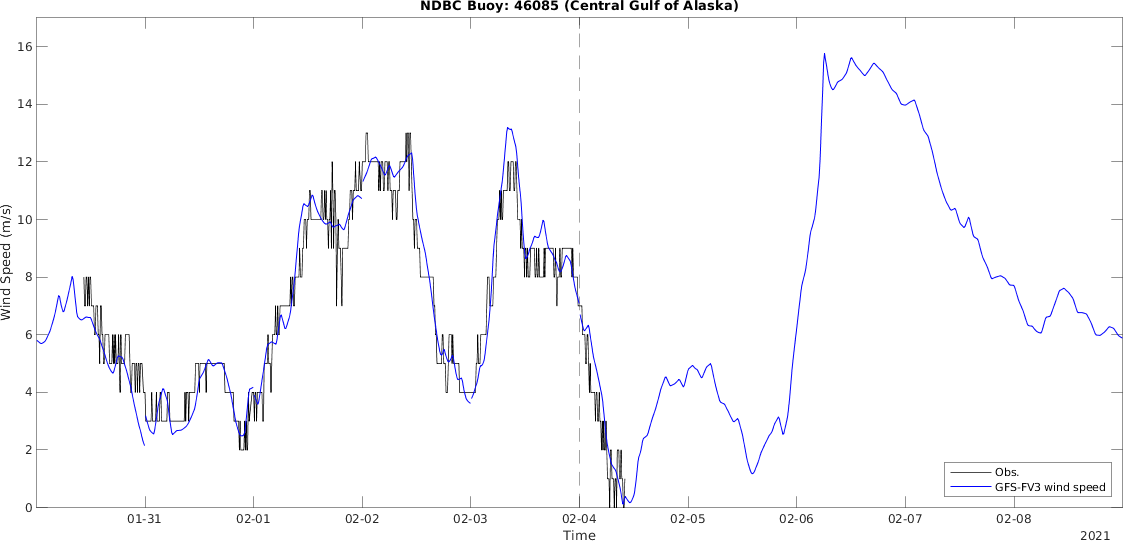 NDBC Buoy: 46085 (Central Gulf of Alaska)
Wind Speed (m/s)
16
14
12
10
8
6
4
2
0
01-31 02-01 02-02 02-03 02-04 02-05 02-06 02-07 02-08
Time
2021
Obs.
GFS-FV3 wind speed